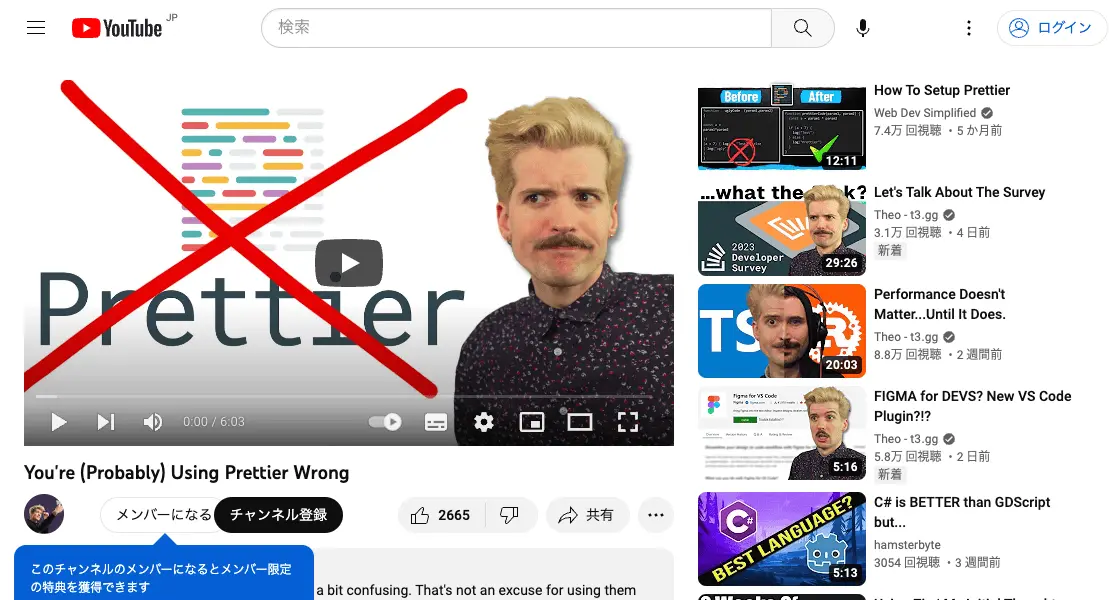 YouTube JP
検索
ログイン
Prettier
0:00 / 6:03
You're (Probably) Using Prettier Wrong
メンバーになる
チャンネル登録
2665
共有
このチャンネルのメンバーになるとメンバー限定
の特典を獲得できます
a bit confusing. That's not an excuse for using them
Before
After
12:11
How To Setup Prettier
Web Dev Simplified
7.4万 回視聴 ・5 か月前
...what the
2023
Developer
Survey
29:26
Let's Talk About The Survey
Theo - t3.gg
3.1万 回視聴 ・4 日前
新着
TS
20:03
Performance Doesn't
Matter...Until It Does.
Theo - t3.gg
8.8万 回視聴 ・2 週間前
Figma for VS Code
5:16
FIGMA for DEVS? New VS Code
Plugin?!?
Theo - t3.gg
5.8万 回視聴 ・2 日前
新着
C#
BEST LANGUAGE?
5:13
C# is BETTER than GDScript
but...
hamsterbyte
3054 回視聴 ・3 週間前